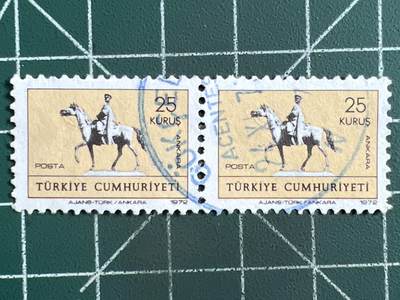 25
KURUŞ
POSTA
ANKARA
TÜRKİYE CUMHURİYETİ
AJANS-TÜRK/ANKARA 1972
25
KURUŞ
POSTA
ANKARA
TÜRKİYE CUMHURİYETİ
AJANS-TÜRK/ANKARA 1972